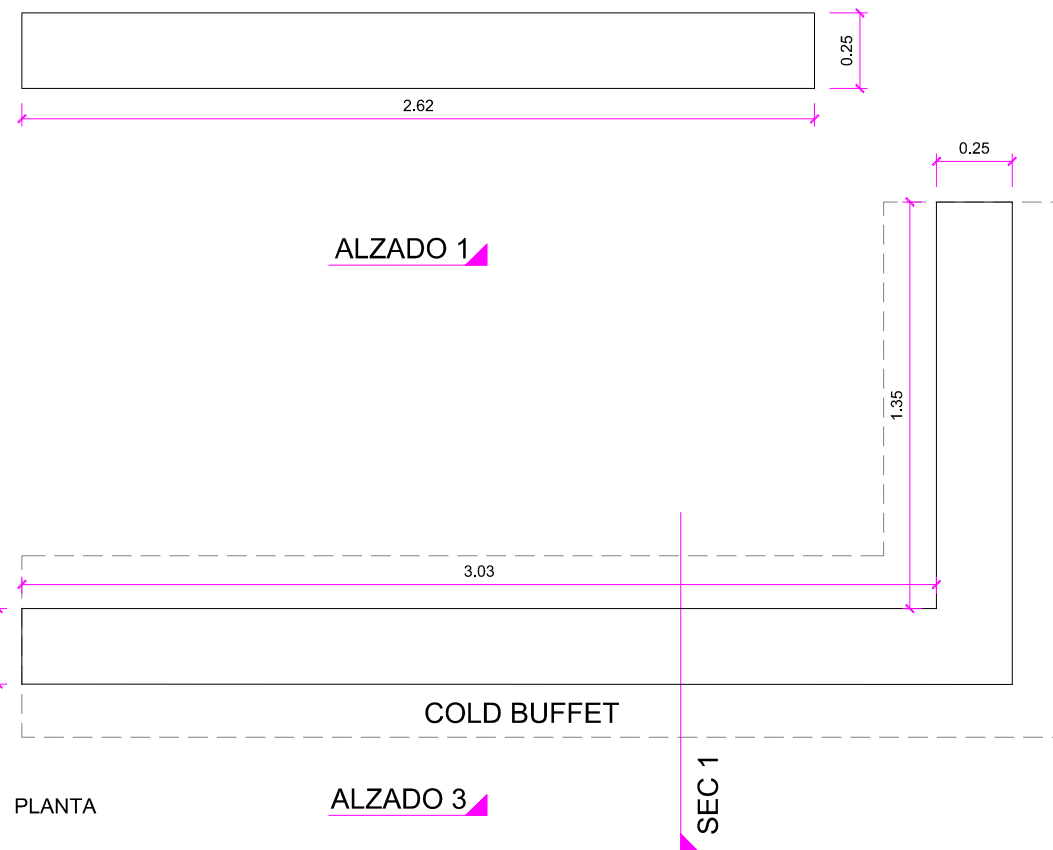 0.25
2.62
0.25
ALZADO 1
1.35
3.03
COLD BUFFET
SEC 1
PLANTA
ALZADO 3